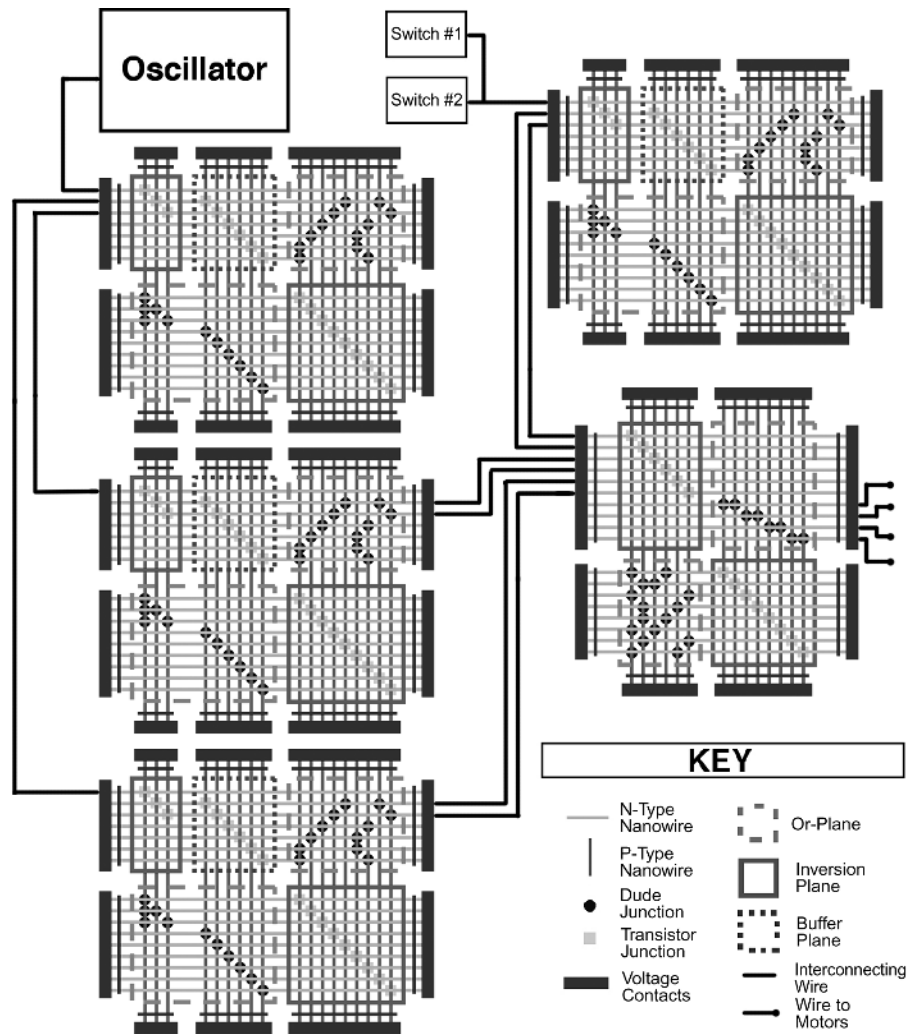 Oscillator
Switch #1
Switch #2
KEY
N-Type
Nanowire
P-Type
Nanowire
Dude
Junction
Transistor
Junction
Voltage
Contacts
Or-Plane
Inversion
Plane
Buffer
Plane
Interconnecting
Wire
Wire to
Motors